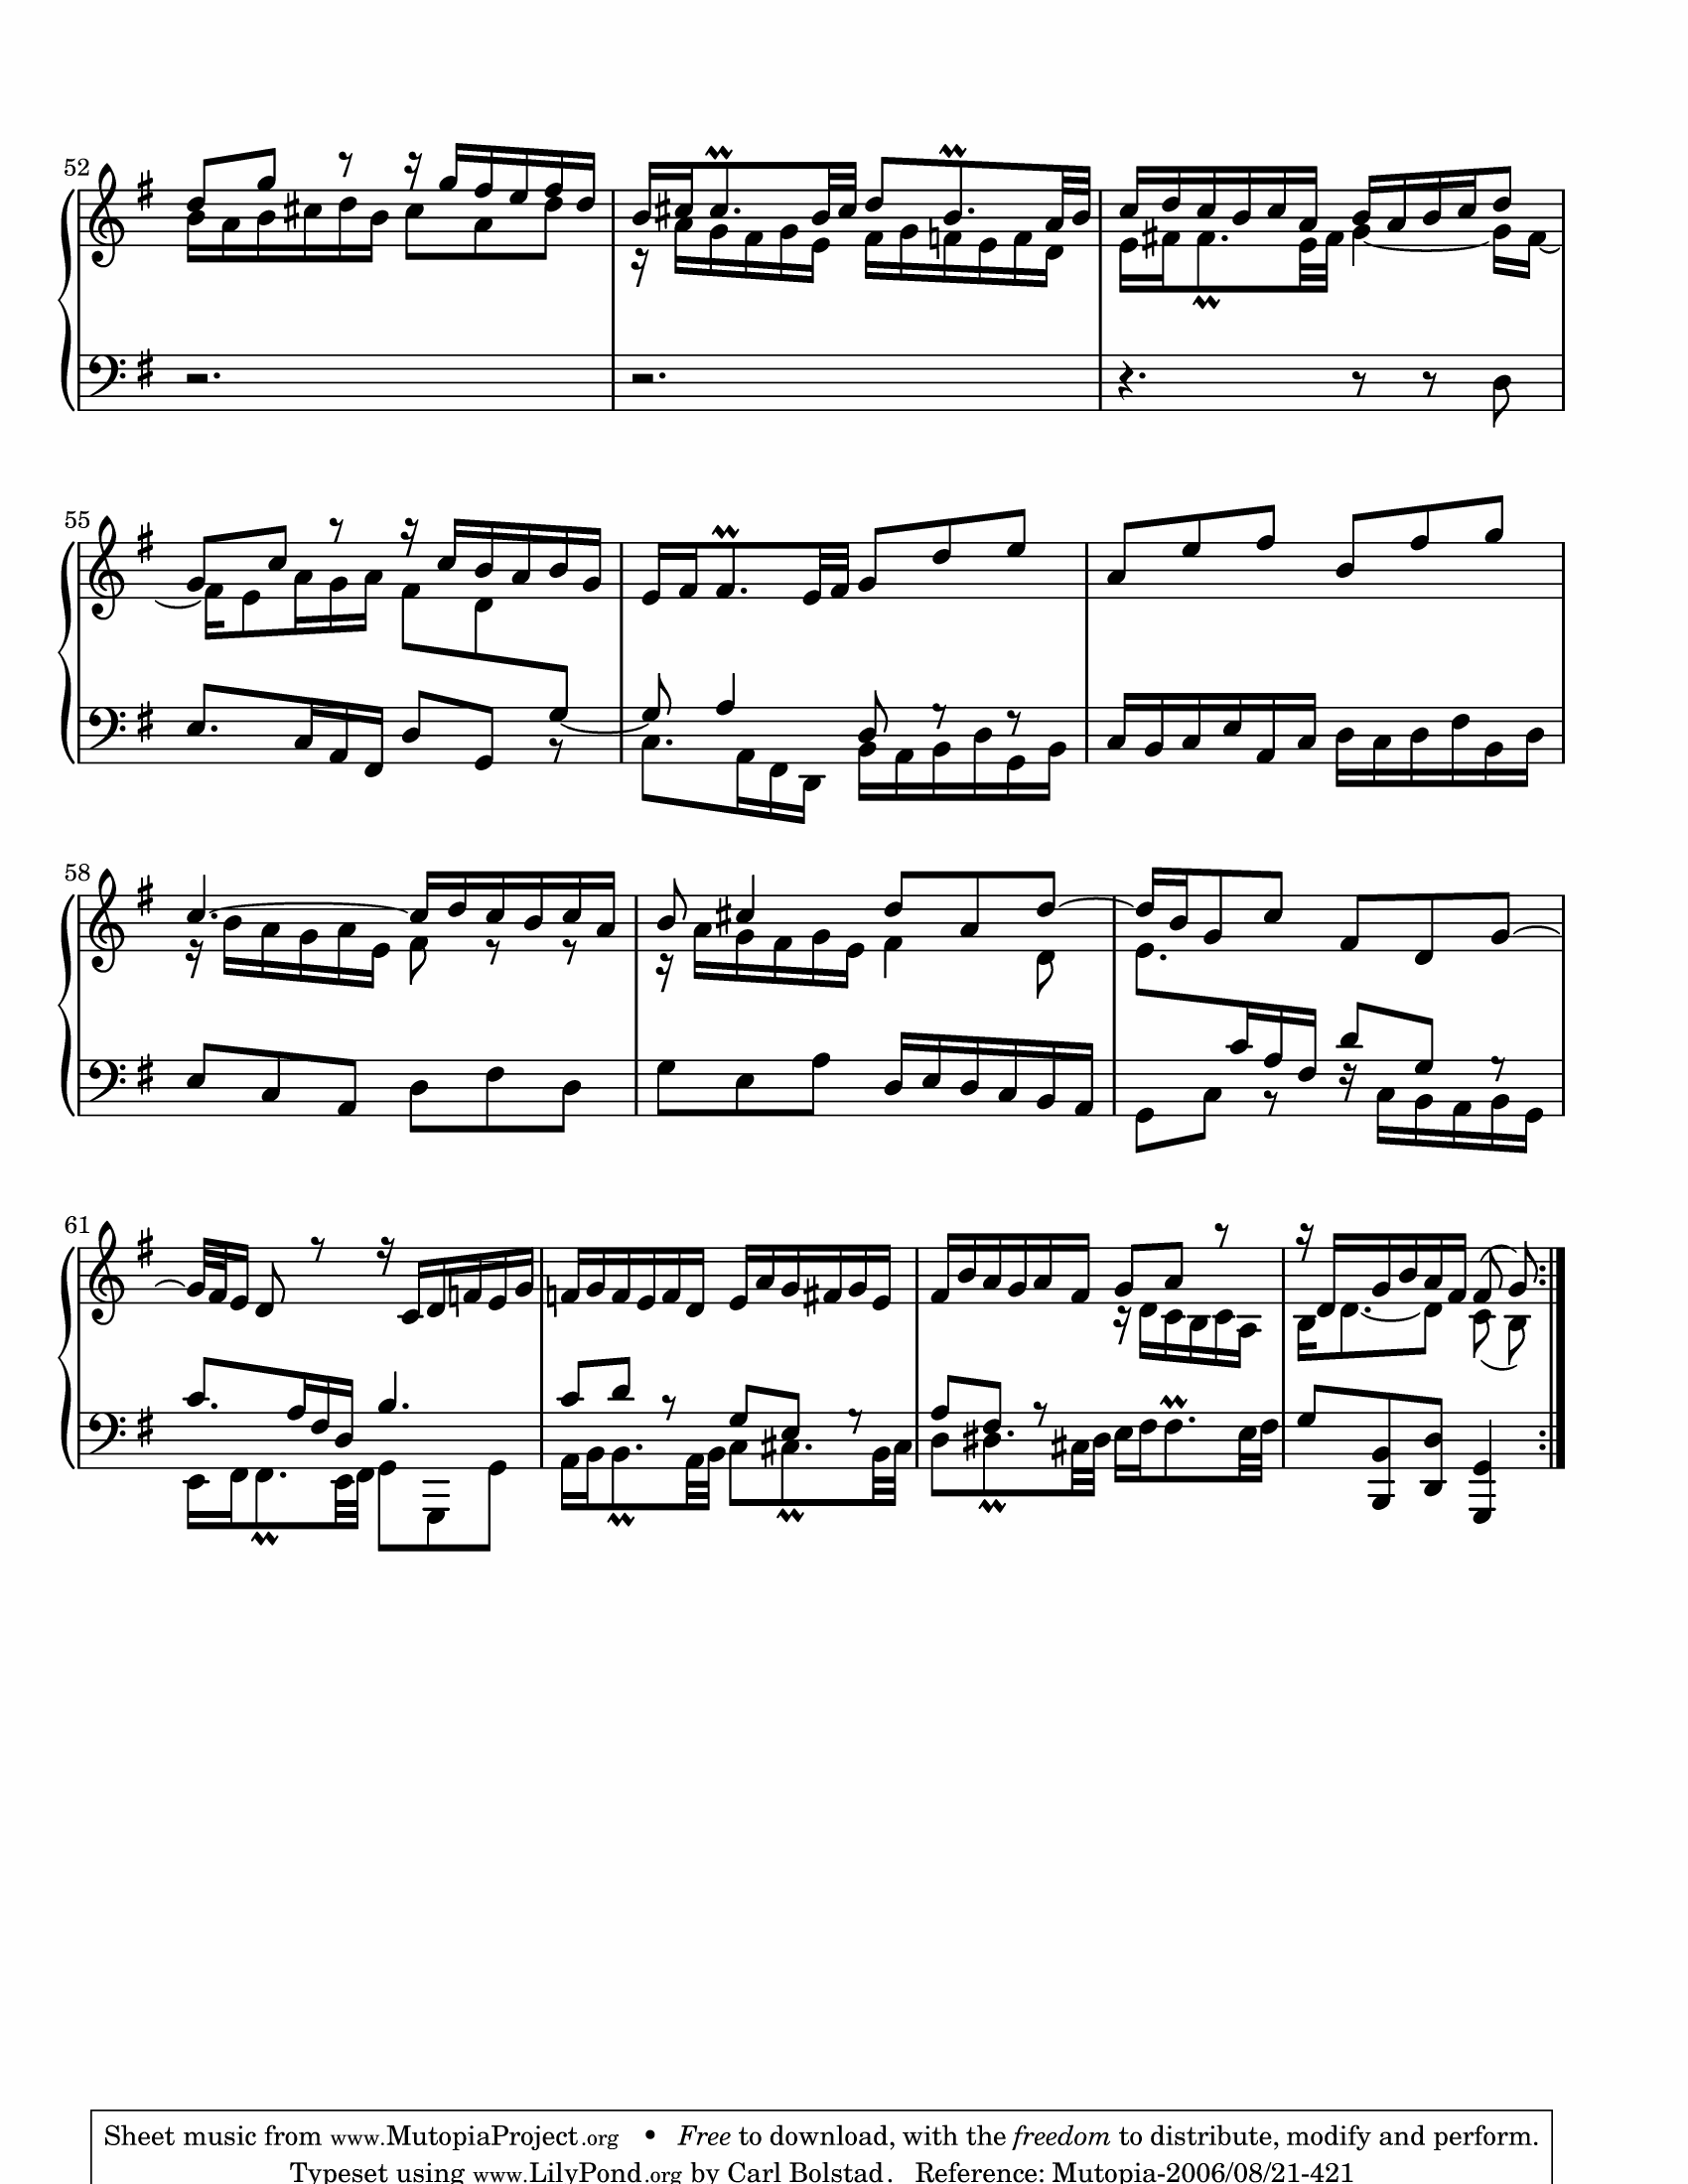 52
55
58
61
Sheet music from www.MutopiaProject.org • Free to download, with the freedom to distribute, modify and perform.
Typeset using www.LilyPond.org by Carl Bolstad. Reference: Mutopia-2006/08/21-421